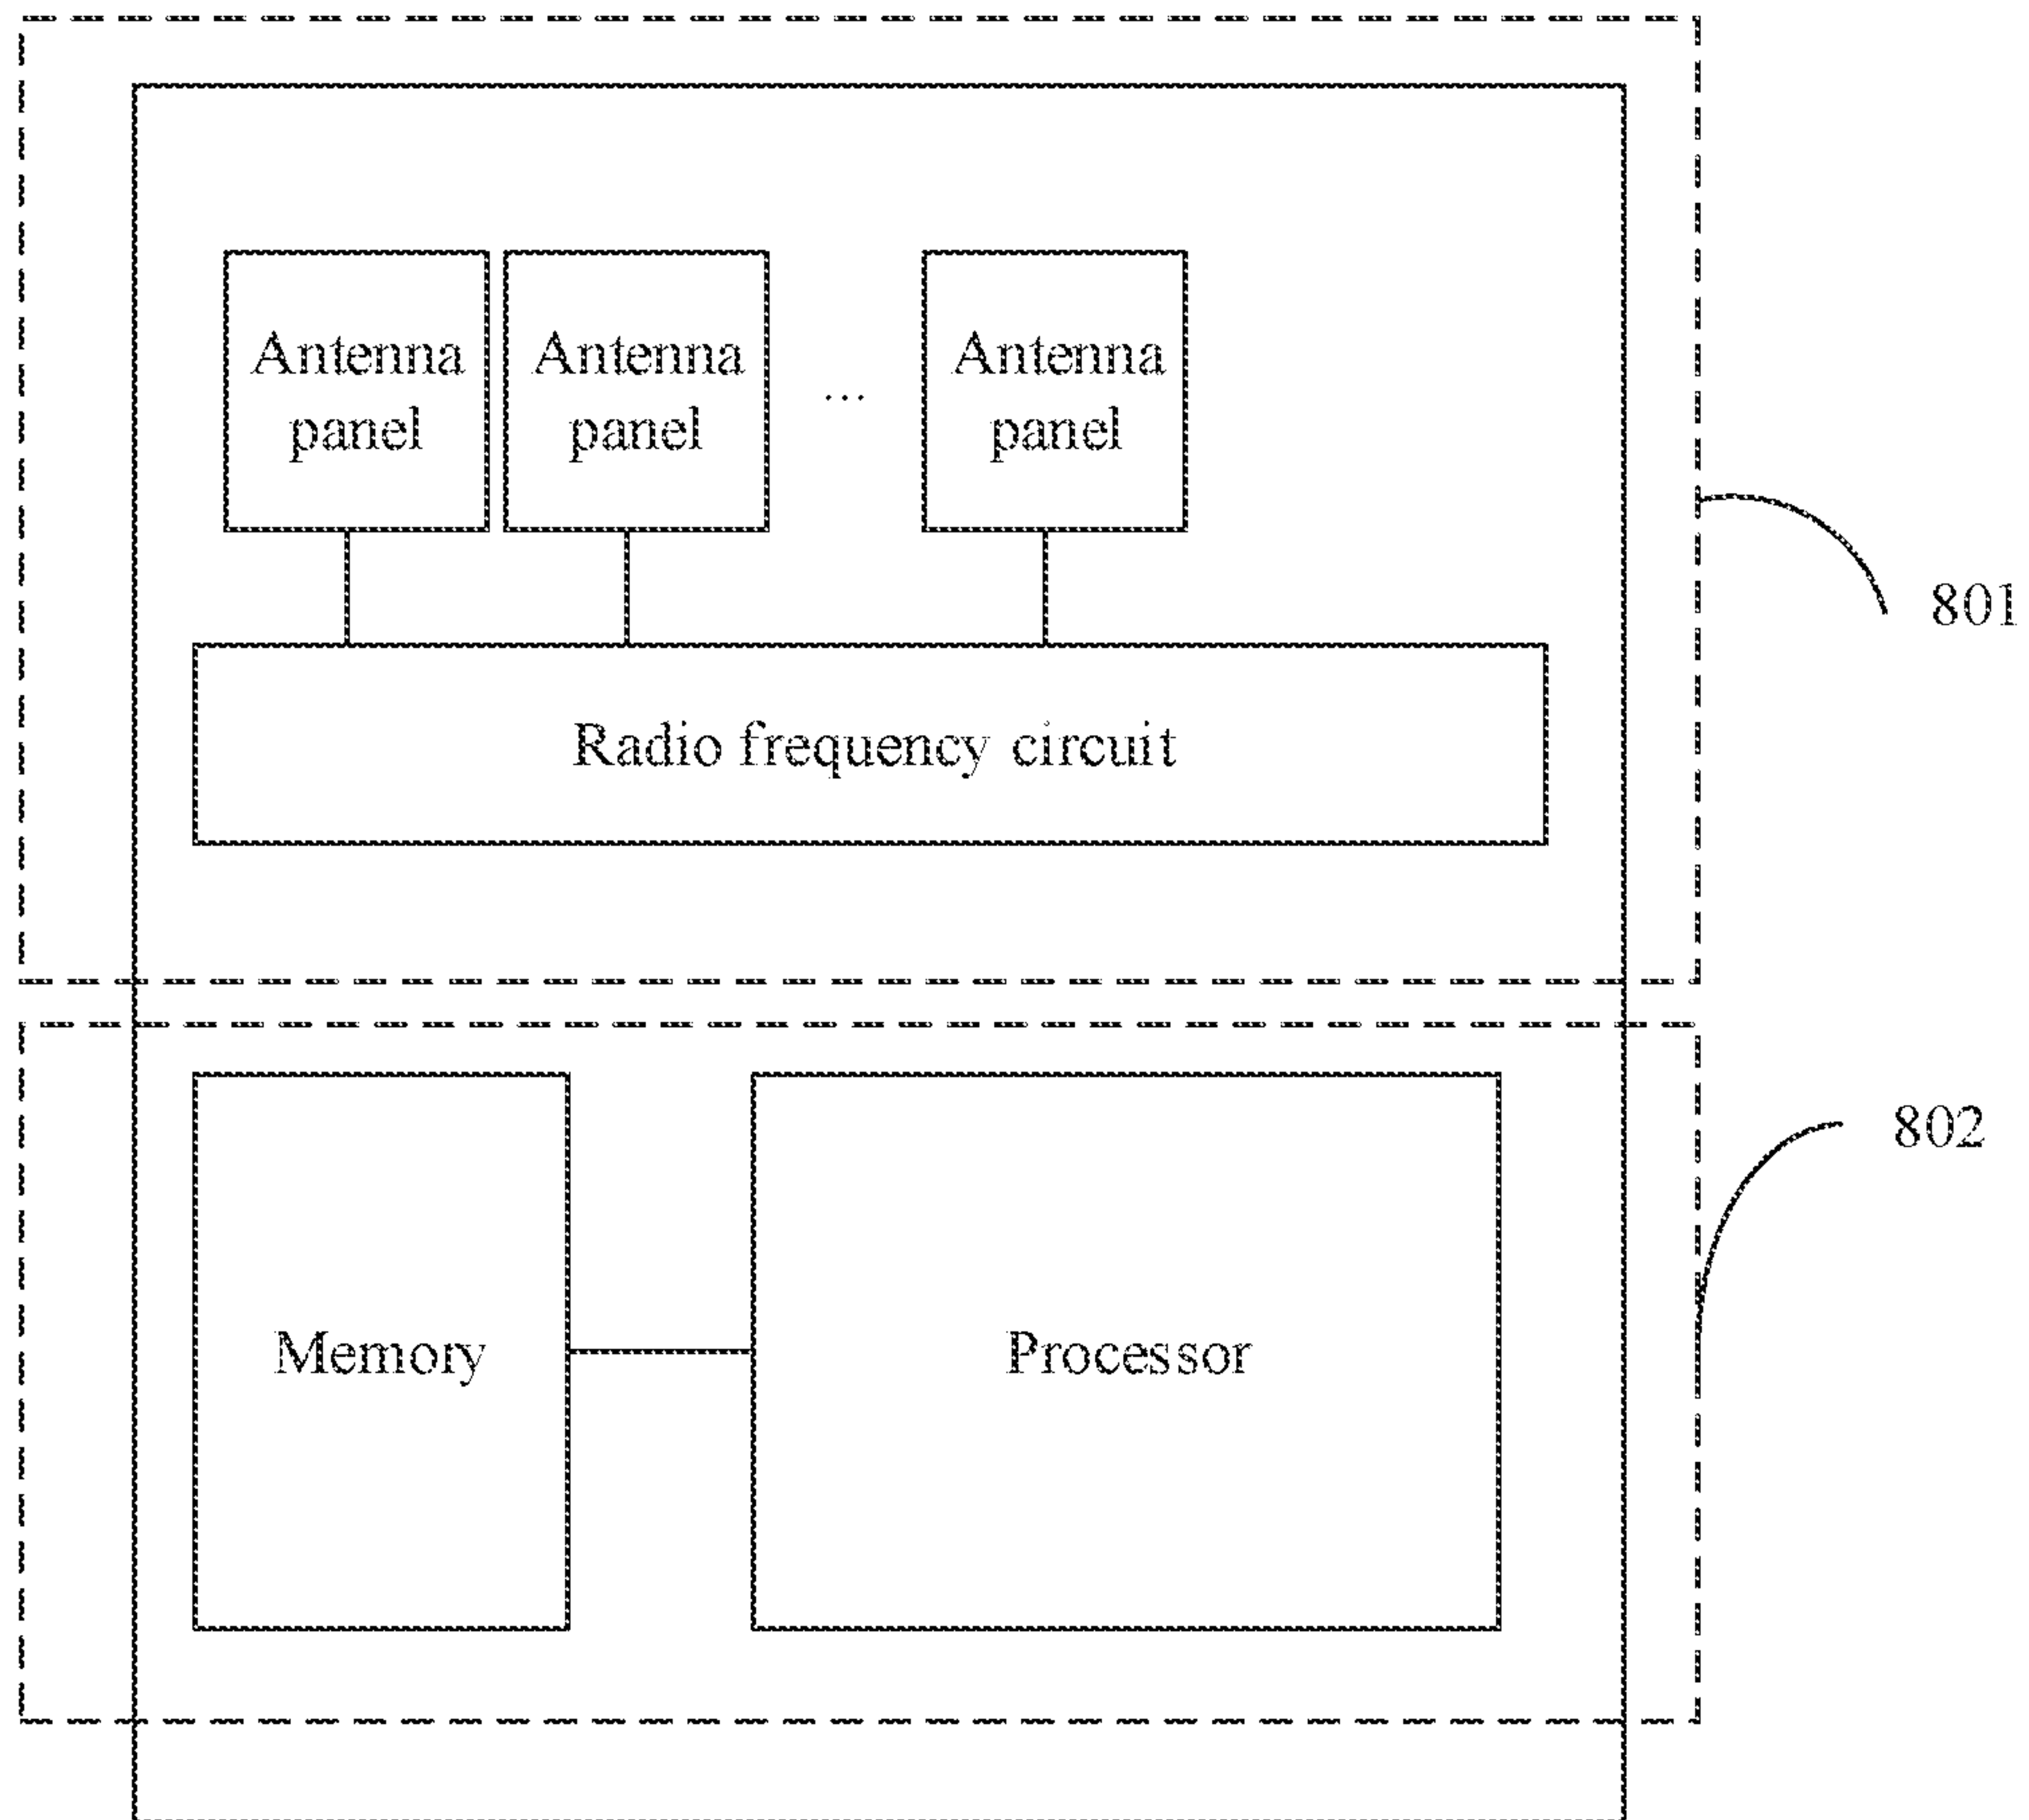 Antenna
panel
Antenna
panel
...
Antenna
panel
801
Radio frequency circuit
802
Memory
Processor